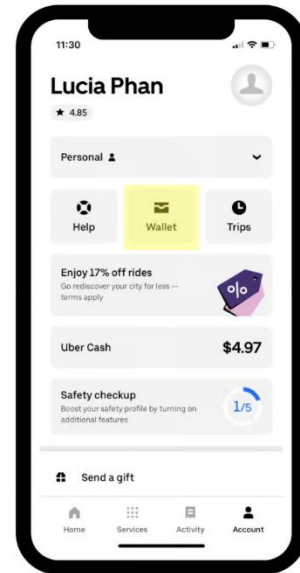 11:30
Lucia Phan
★ 4.85
Personal
Help
Wallet
Trips
Enjoy 17% off rides
Go rediscover your city for less —
terms apply
%
Uber Cash
$4.97
Safety checkup
Boost your safety profile by turning on
additional features
1/5
Send a gift
Home
Services
Activity
Account